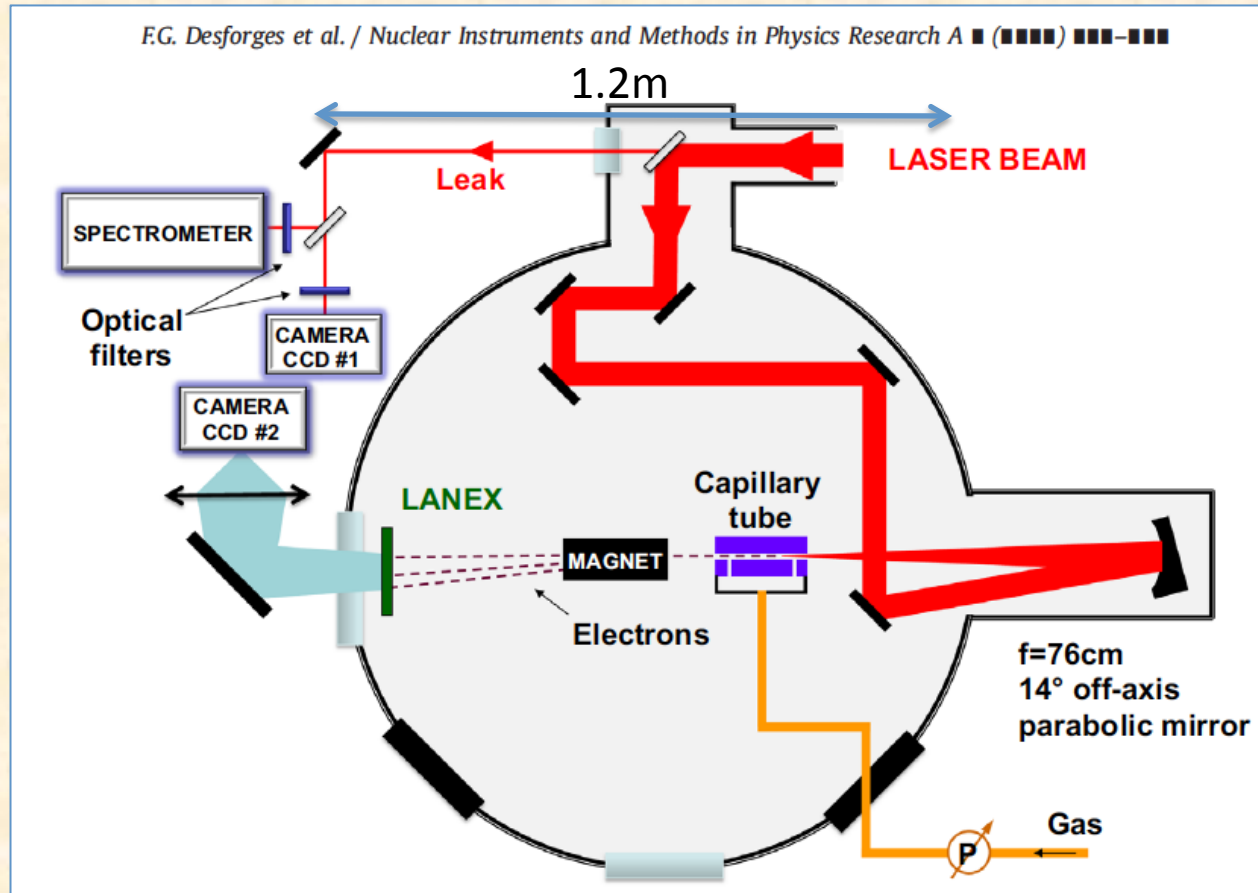 F.G. Desforges et al. / Nuclear Instruments and Methods in Physics Research A ∎ (∎∎∎∎) ∎∎∎–∎∎∎
1.2m
LASER BEAM
Leak
SPECTROMETER
Optical
filters
CAMERA
CCD #1
CAMERA
CCD #2
LANEX
Capillary
tube
MAGNET
Electrons
f=76cm
14° off-axis
parabolic mirror
Gas
P